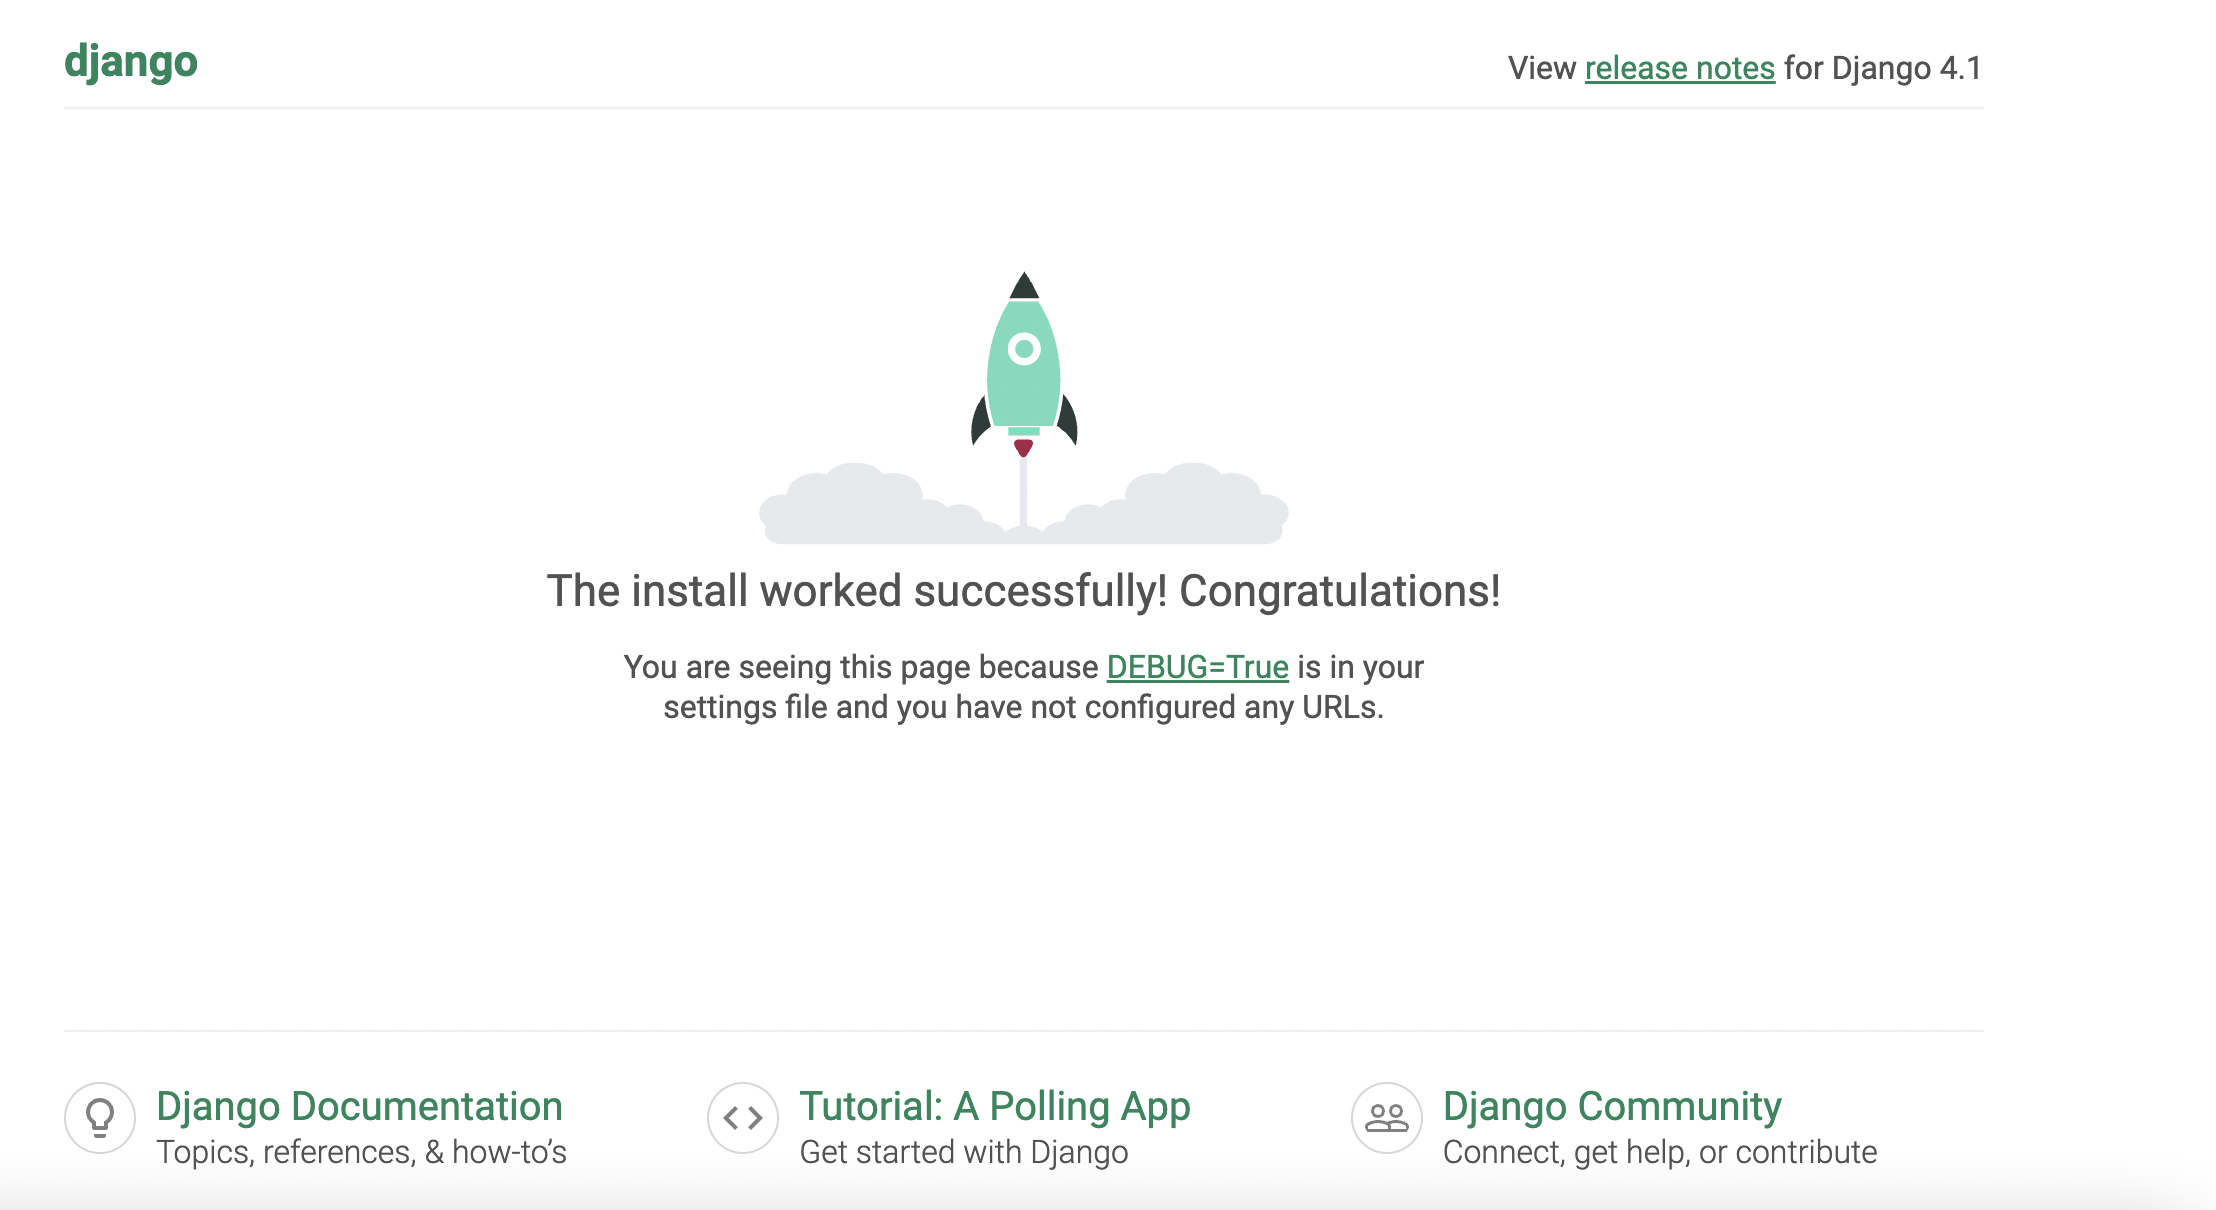 django
View release notes for Django 4.1
The install worked successfully! Congratulations!
You are seeing this page because DEBUG=True is in your
settings file and you have not configured any URLs.
Django Documentation
Topics, references, & how-to’s
Tutorial: A Polling App
Get started with Django
Django Community
Connect, get help, or contribute